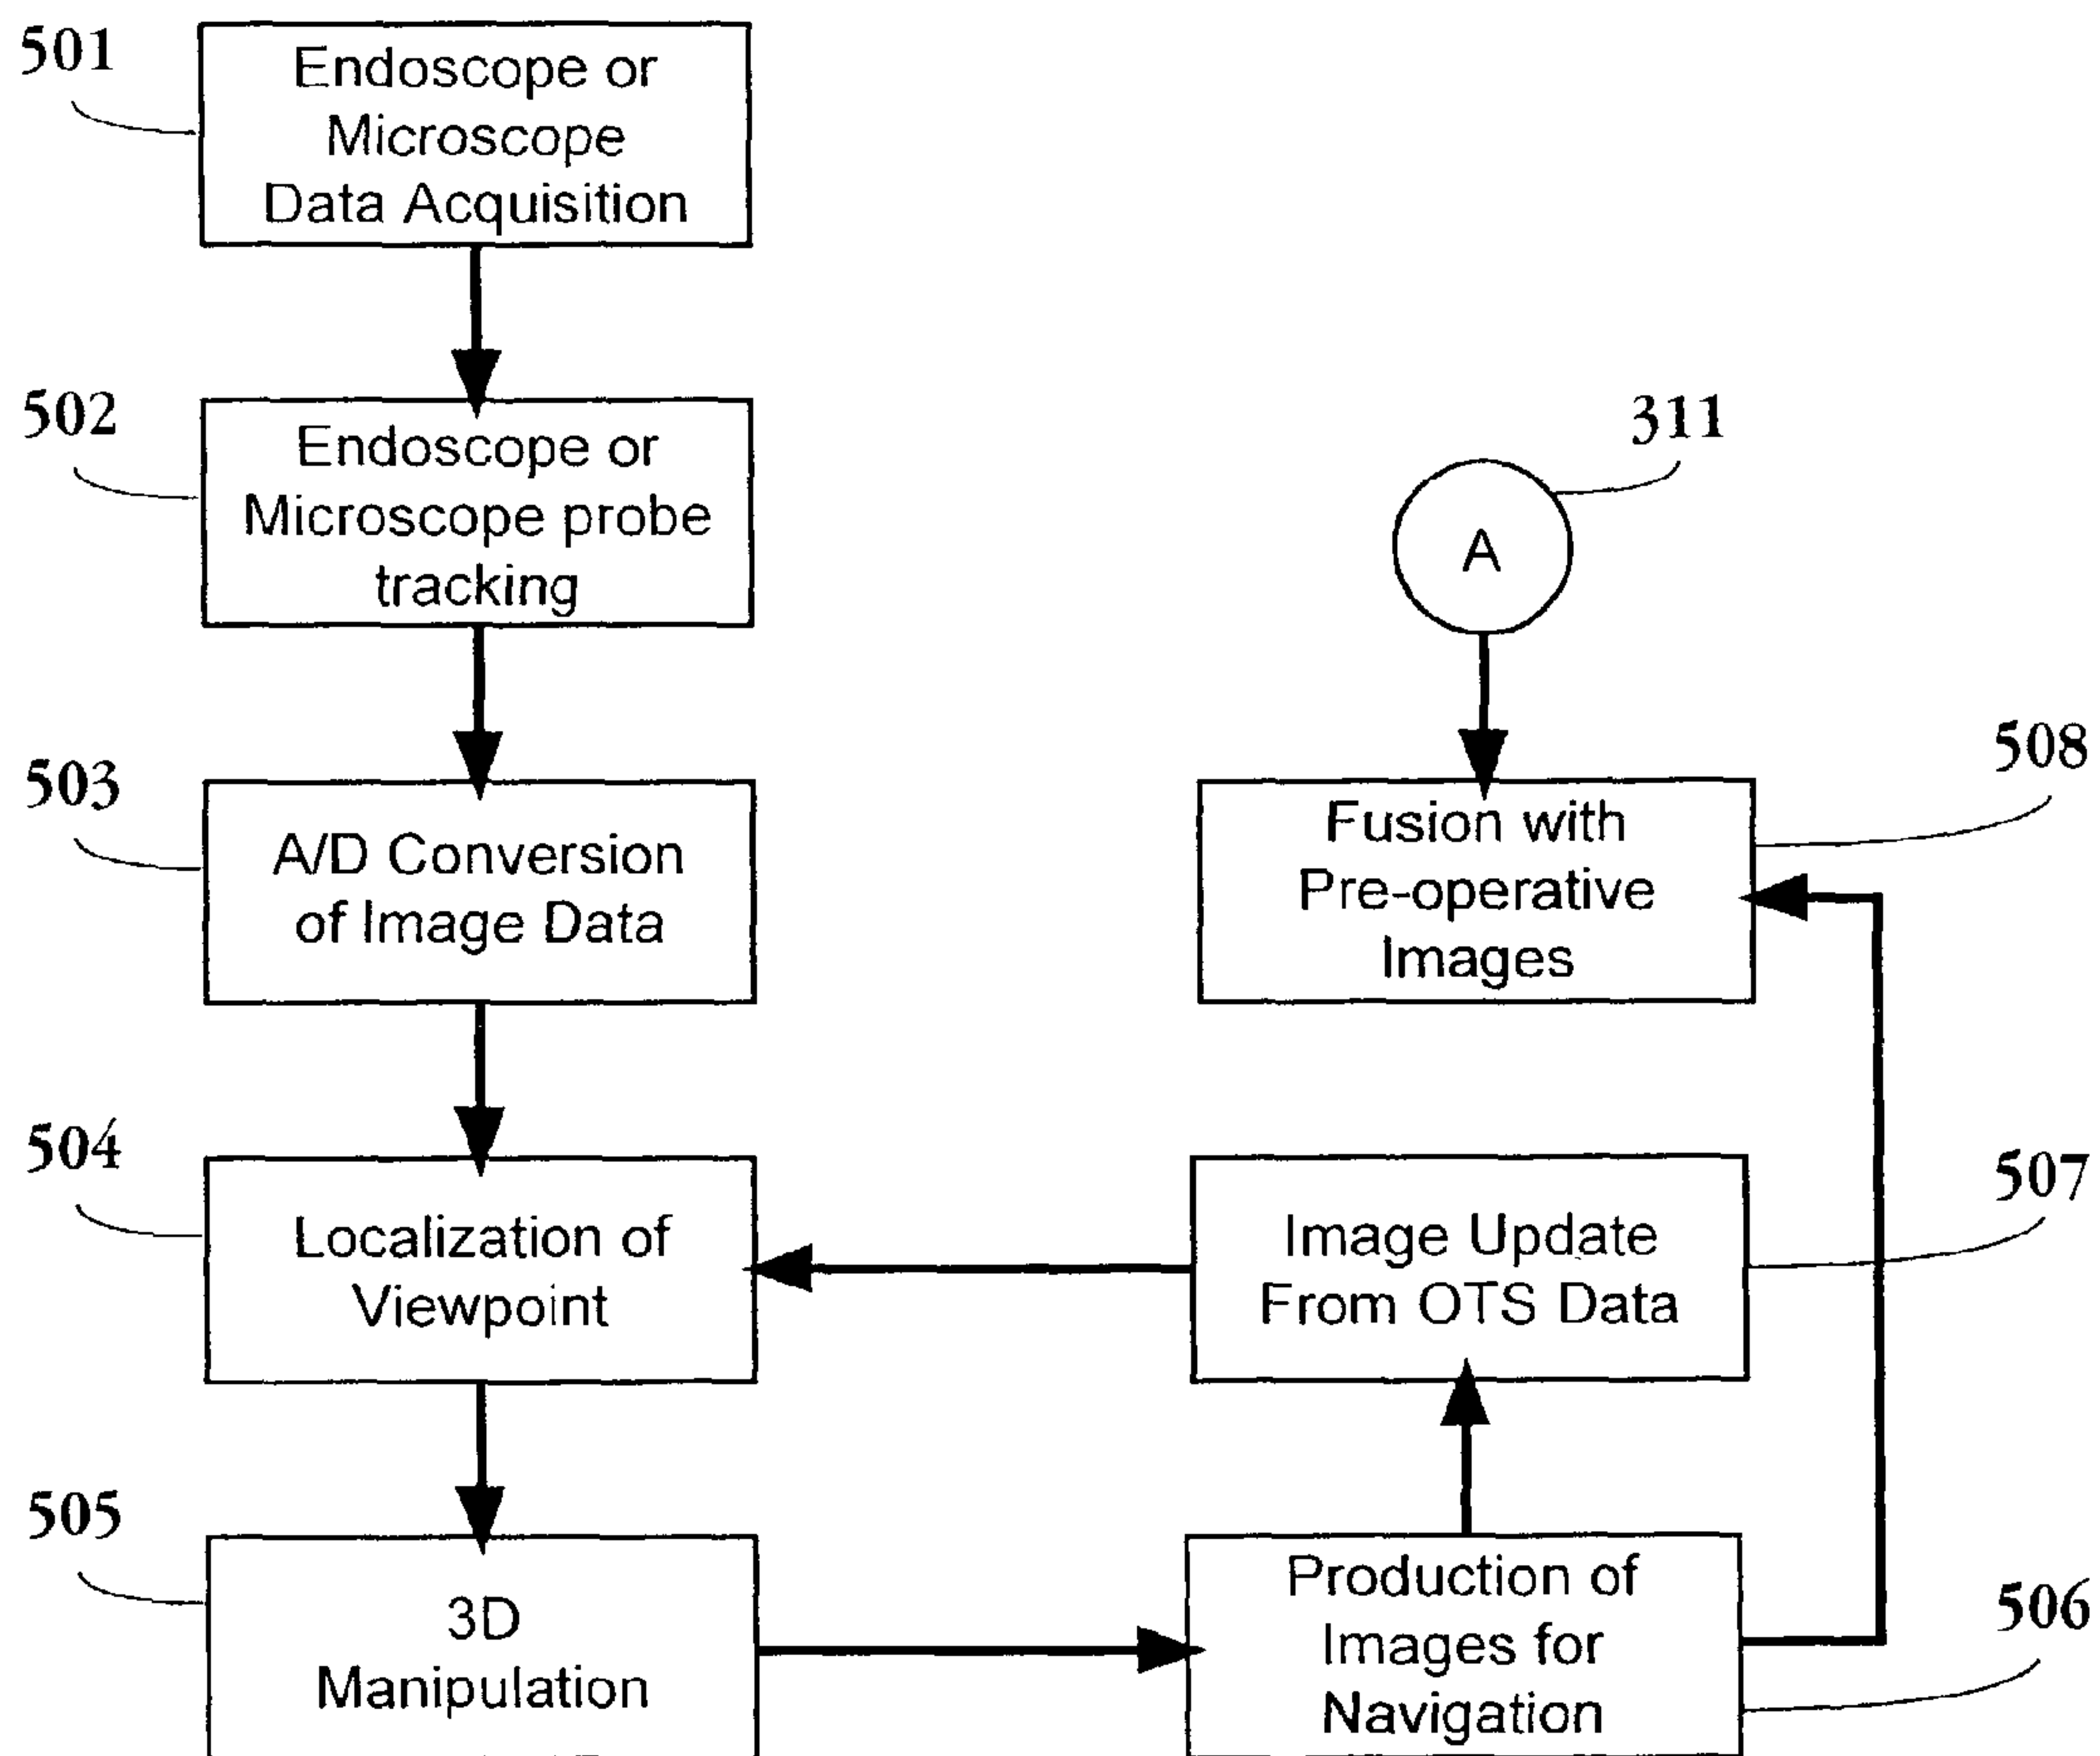 501
Endoscope or
Microscope
Data Acquisition
502
Endoscope or
Microscope probe
tracking
311
A
503
A/D Conversion
of Image Data
508
Fusion with
Pre-operative
Images
504
Localization of
Viewpoint
507
Image Update
From OTS Data
505
3D
Manipulation
506
Production of
Images for
Navigation